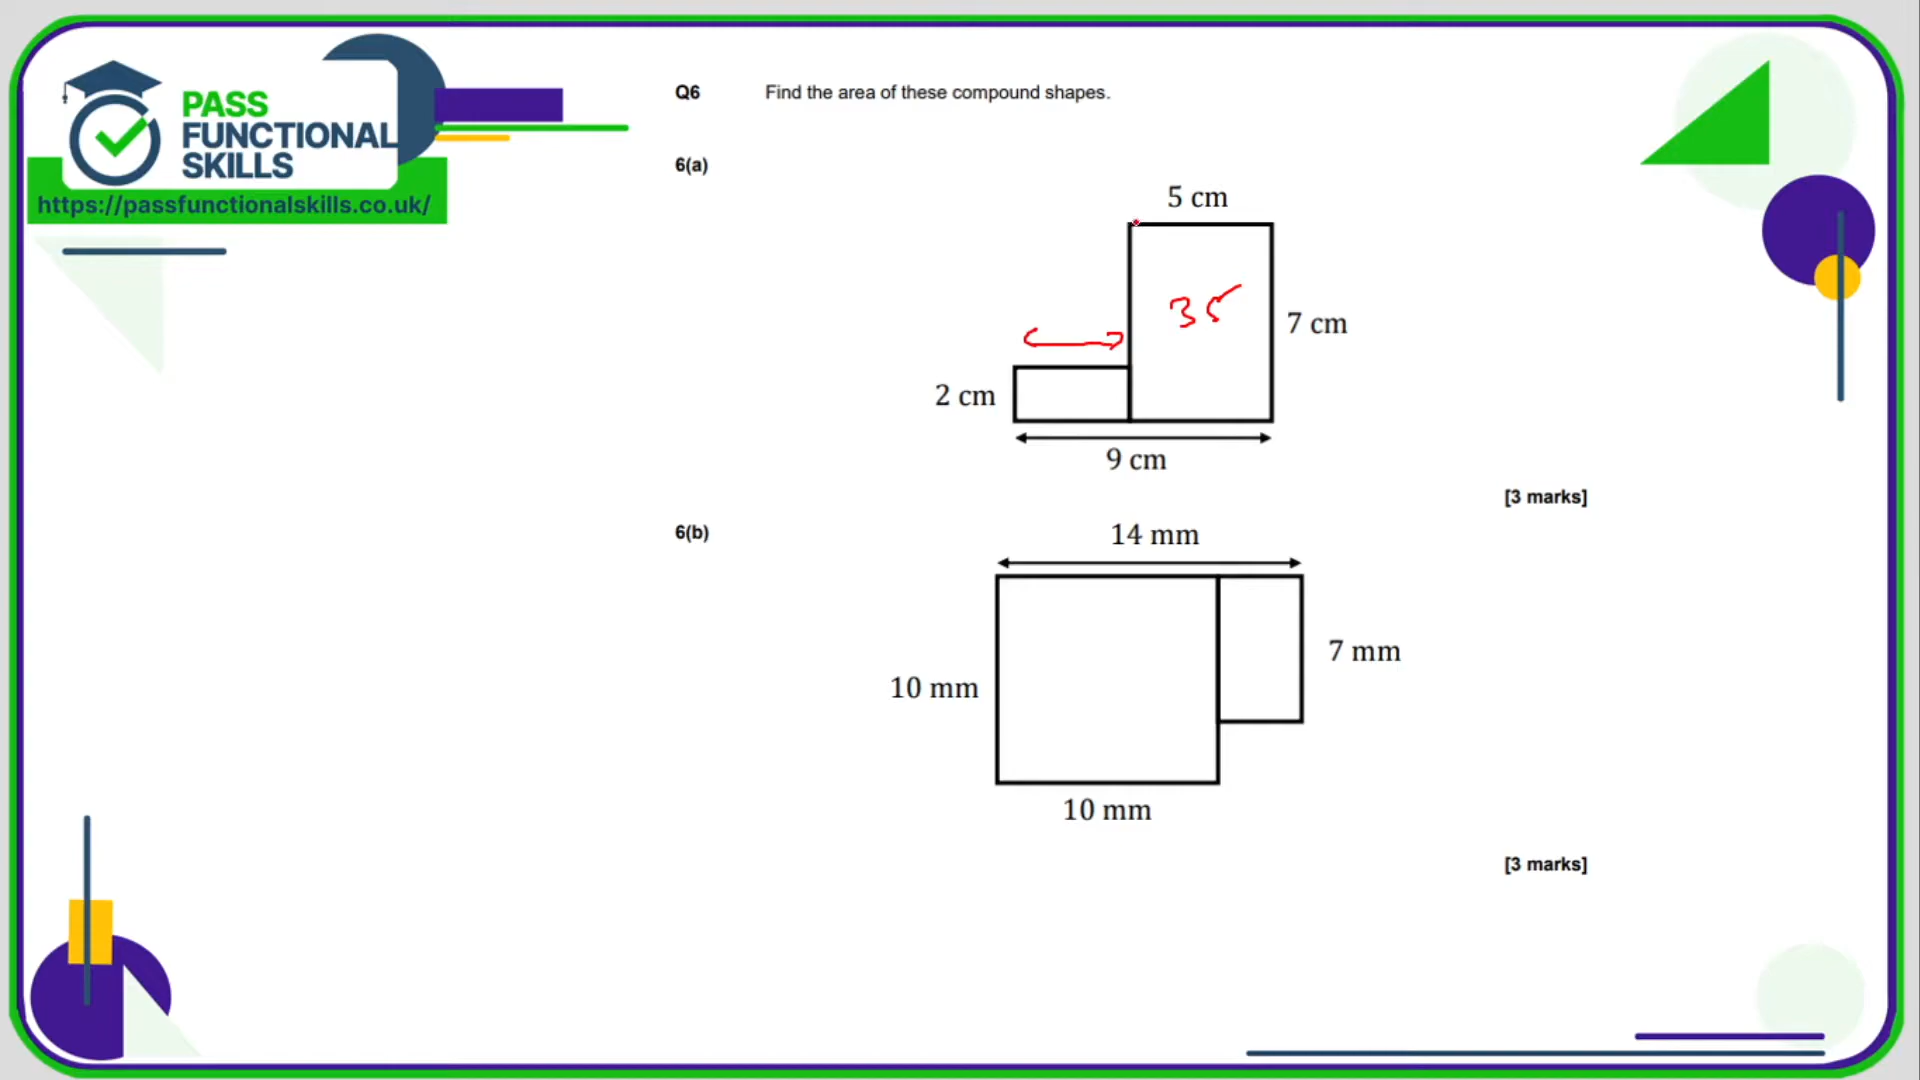 PASS
FUNCTIONAL
SKILLS
https://passfunctionalskills.co.uk/
Q6 Find the area of these compound shapes.
6(a)
5 cm
35
7 cm
2 cm
9 cm
[3 marks]
6(b)
14 mm
7 mm
10 mm
10 mm
[3 marks]